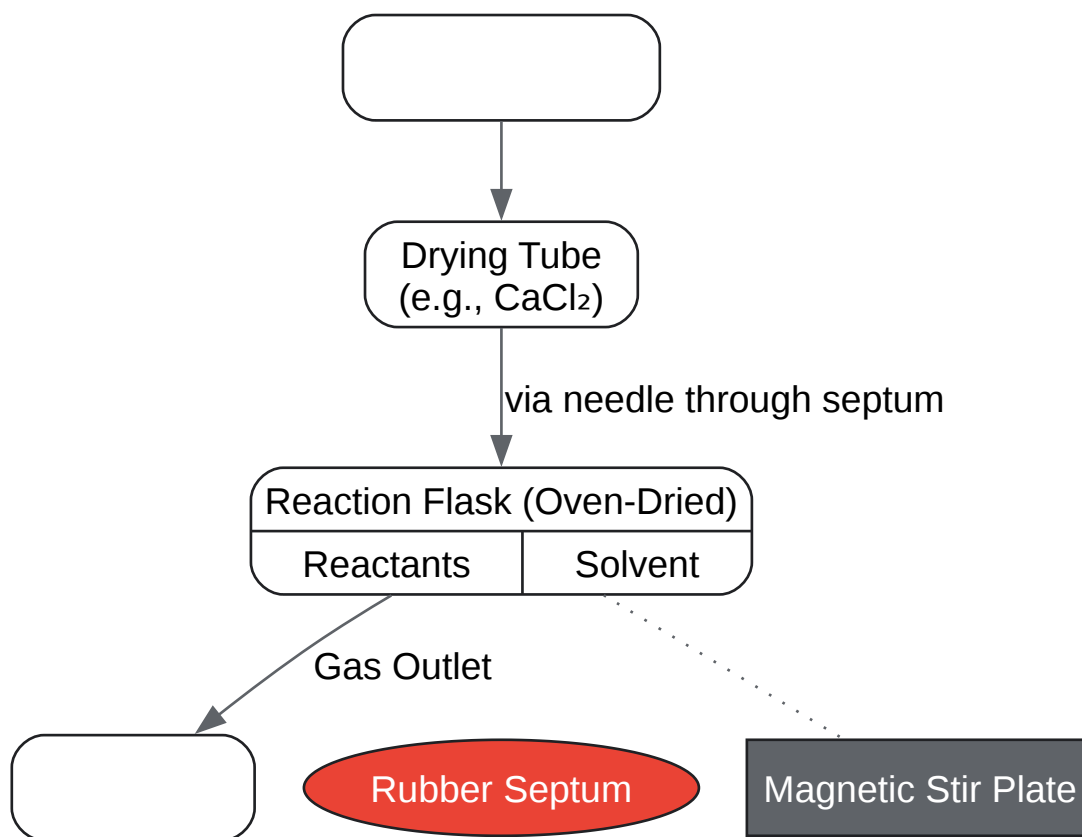 Drying Tube
(e.g., CaCl₂)
via needle through septum
Reaction Flask (Oven-Dried)
Reactants
Solvent
Gas Outlet
Rubber Septum
Magnetic Stir Plate